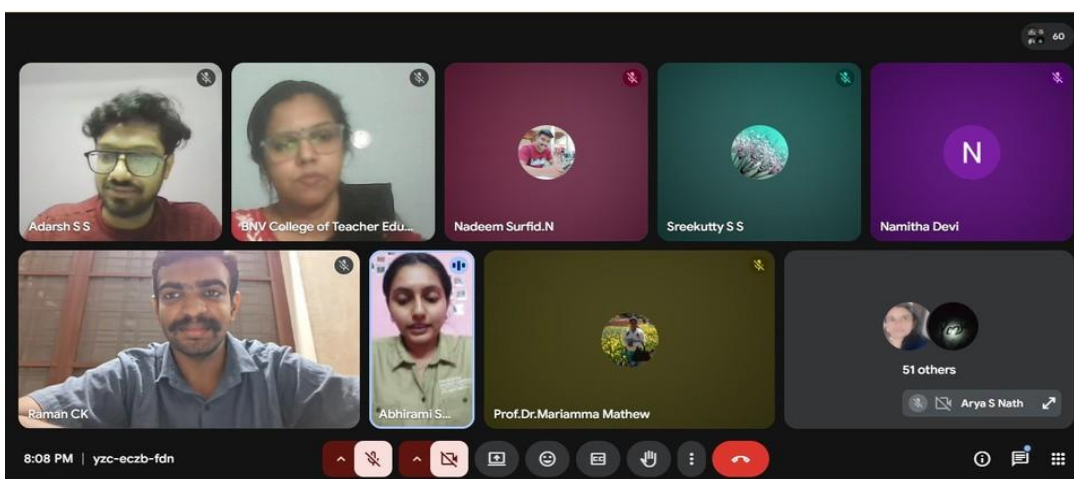 60
Adarsh S S
BNV College of Teacher Edu...
Nadeem Surfid.N
Sreekutty S S
N
Namitha Devi
Raman CK
Abhirami S...
Prof.Dr.Mariamma Mathew
51 others
Arya S Nath
8:08 PM | yzc-eczb-fdn